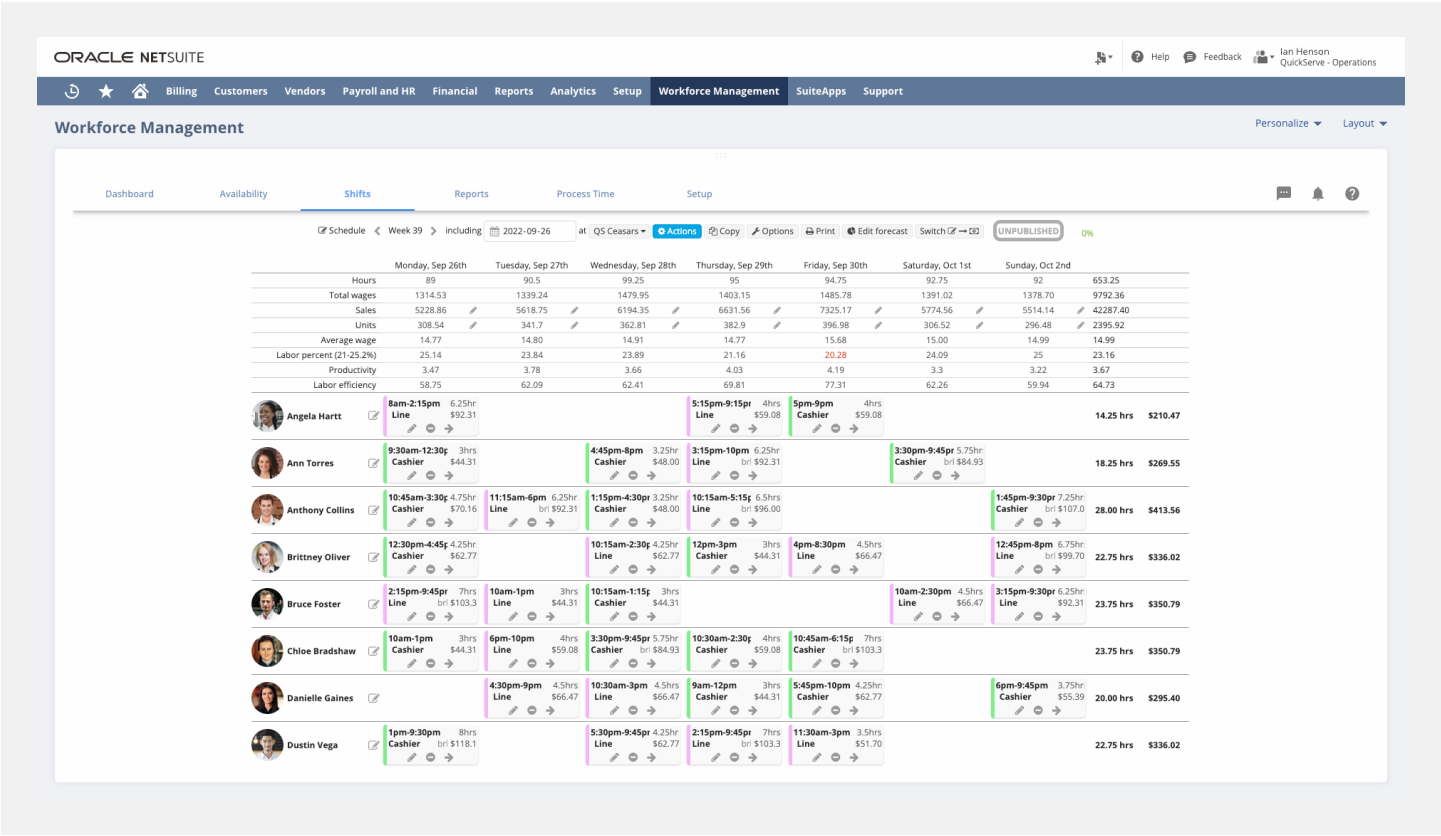 ORACLE NETSUITE
Help Feedback Ian Henson
QuickServe - Operations
Billing Customers Vendors Payroll and HR Financial Reports Analytics Setup Workforce Management SuiteApps Support
Workforce Management
Personalize Layout
Dashboard Availability Shifts Reports Process Time Setup
Schedule Week 39 including 2022-09-26 at QS Ceasars Actions Copy Options Print Edit forecast Switch UNPUBLISHED 0%
Monday, Sep 26th Tuesday, Sep 27th Wednesday, Sep 28th Thursday, Sep 29th Friday, Sep 30th Saturday, Oct 1st Sunday, Oct 2nd
Hours 89 90.5 99.25 95 94.75 92.75 92 653.25
Total wages 1314.53 1339.24 1479.95 1403.15 1485.78 1391.02 1378.70 9792.36
Sales 5228.86 5618.75 6194.35 6631.56 7325.17 5774.56 5514.14 42287.40
Units 308.54 341.7 362.81 382.9 396.98 306.52 296.48 2395.92
Average wage 14.77 14.80 14.91 14.77 15.68 15.00 14.99 14.99
Labor percent (21-25.2%) 25.14 23.84 23.89 21.16 20.28 24.09 25 23.16
Productivity 3.47 3.78 3.66 4.03 4.19 3.3 3.22 3.67
Labor efficiency 58.75 62.09 62.41 69.81 77.31 62.26 59.94 64.73
8am-2:15pm 6.25hr 5:15pm-9:15pr 4hrs 5pm-9pm 4hrs
Angela Hartt Line $92.31 Line $59.08 Cashier $59.08 14.25 hrs $210.47
9:30am-12:30p 3hrs 4:45pm-8pm 3.25hr 3:15pm-10pm 6.25hr 3:30pm-9:45pr 5.75hr
Ann Torres Cashier $44.31 Cashier $48.00 Line brl $92.31 Cashier brl $84.93 18.25 hrs $269.55
10:45am-3:30p 4.75hr 11:15am-6pm 6.25hr 1:15pm-4:30pr 3.25hr 10:15am-5:15p 6.5hrs 1:45pm-9:30pr 7.25hr
Anthony Collins Cashier $70.16 Line brl $92.31 Cashier $48.00 Line brl $96.00 Cashier brl $107.0 28.00 hrs $413.56
12:30pm-4:45p 4.25hr 10:15am-2:30p 4.25hr 12pm-3pm 3hrs 4pm-8:30pm 4.5hrs 12:45pm-8pm 6.75hr
Brittney Oliver Cashier $62.77 Line $62.77 Cashier $44.31 Line $66.47 Line brl $99.70 22.75 hrs $336.02
2:15pm-9:45pr 7hrs 10am-1pm 3hrs 10:15am-1:15p 3hrs 10am-2:30pm 4.5hrs 3:15pm-9:30pr 6.25hr
Bruce Foster Line brl $103.3 Line $44.31 Cashier $44.31 Line $66.47 Line $92.31 23.75 hrs $350.79
10am-1pm 3hrs 6pm-10pm 4hrs 3:30pm-9:45pr 5.75hr 10:30am-2:30p 4hrs 10:45am-6:15p 7hrs
Chloe Bradshaw Cashier $44.31 Line $59.08 Cashier brl $84.93 Cashier $59.08 Cashier brl $103.3 23.75 hrs $350.79
4:30pm-9pm 4.5hrs 10:30am-3pm 4.5hrs 9am-12pm 3hrs 5:45pm-10pm 4.25hr 6pm-9:45pm 3.75hr
Danielle Gaines Line $66.47 Line $66.47 Cashier $44.31 Cashier $62.77 Cashier $55.39 20.00 hrs $295.40
1pm-9:30pm 8hrs 5:30pm-9:45pr 4.25hr 2:15pm-9:45pr 7hrs 11:30am-3pm 3.5hrs
Dustin Vega Cashier brl $118.1 Line $62.77 Line brl $103.3 Line $51.70 22.75 hrs $336.02